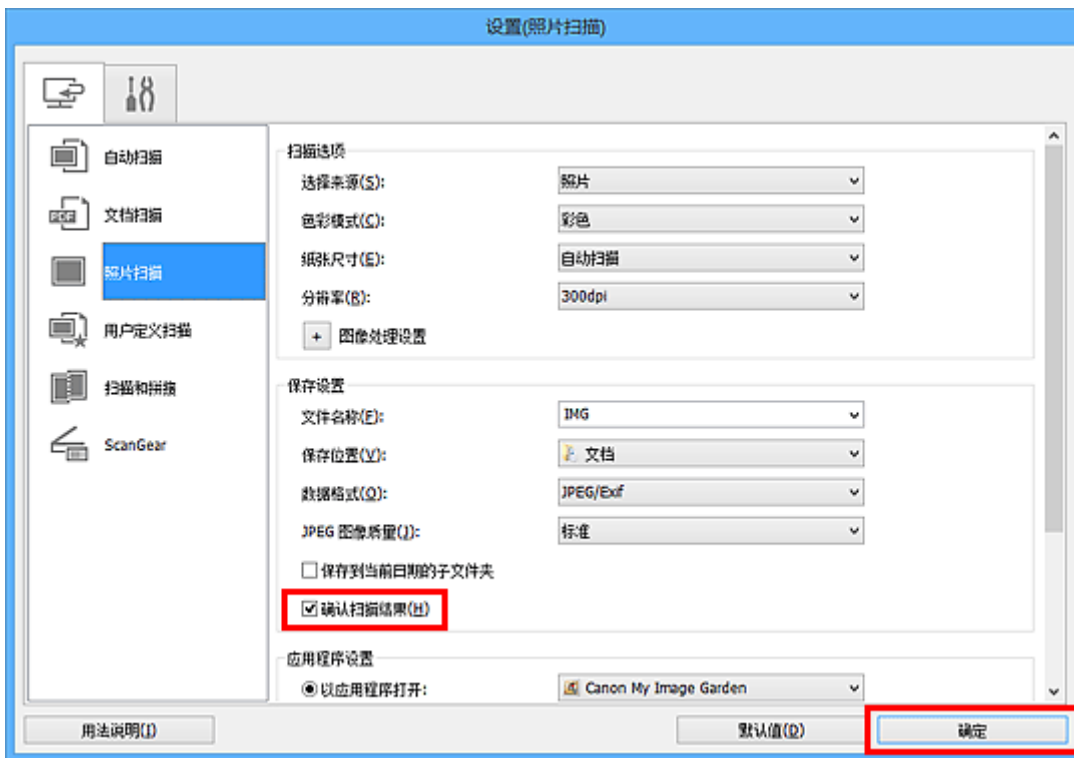 设置(照片扫描)
自动扫描
文档扫描
照片扫描
用户定义扫描
扫描和拼接
ScanGear
扫描选项
选择来源(S): 照片
色彩模式(C): 彩色
纸张尺寸(E): 自动扫描
分辨率(R): 300dpi
+ 图像处理设置
保存设置
文件名称(F): IMG
保存位置(V): 文档
数据格式(O): JPEG/Exif
JPEG 图像质量(J): 标准
保存到当前日期的子文件夹
确认扫描结果(H)
应用程序设置
以应用程序打开: Canon My Image Garden
用法说明(I) 默认值(D) 确定